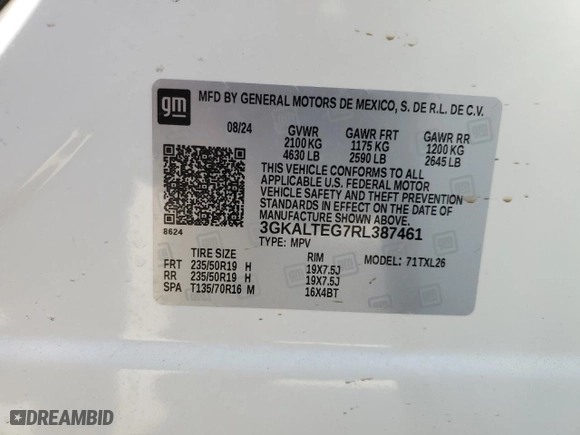 gm
MFD BY GENERAL MOTORS DE MEXICO, S. DE R.L. DE C.V.
08/24 GVWR GAWR FRT GAWR RR
2100 KG 1175 KG 1200 KG
4630 LB 2590 LB 2645 LB
THIS VEHICLE CONFORMS TO ALL
APPLICABLE U.S. FEDERAL MOTOR
VEHICLE SAFETY AND THEFT PREVENTION
STANDARDS IN EFFECT ON THE DATE OF
MANUFACTURE SHOWN ABOVE.
8624 3GKALTEG7RL387461
TYPE: MPV
RIM MODEL: 71TXL26
FRT 235/50R19 H 19X7.5J
RR 235/50R19 H 19X7.5J
SPA T135/70R16 M 16X4BT
DREAMBID